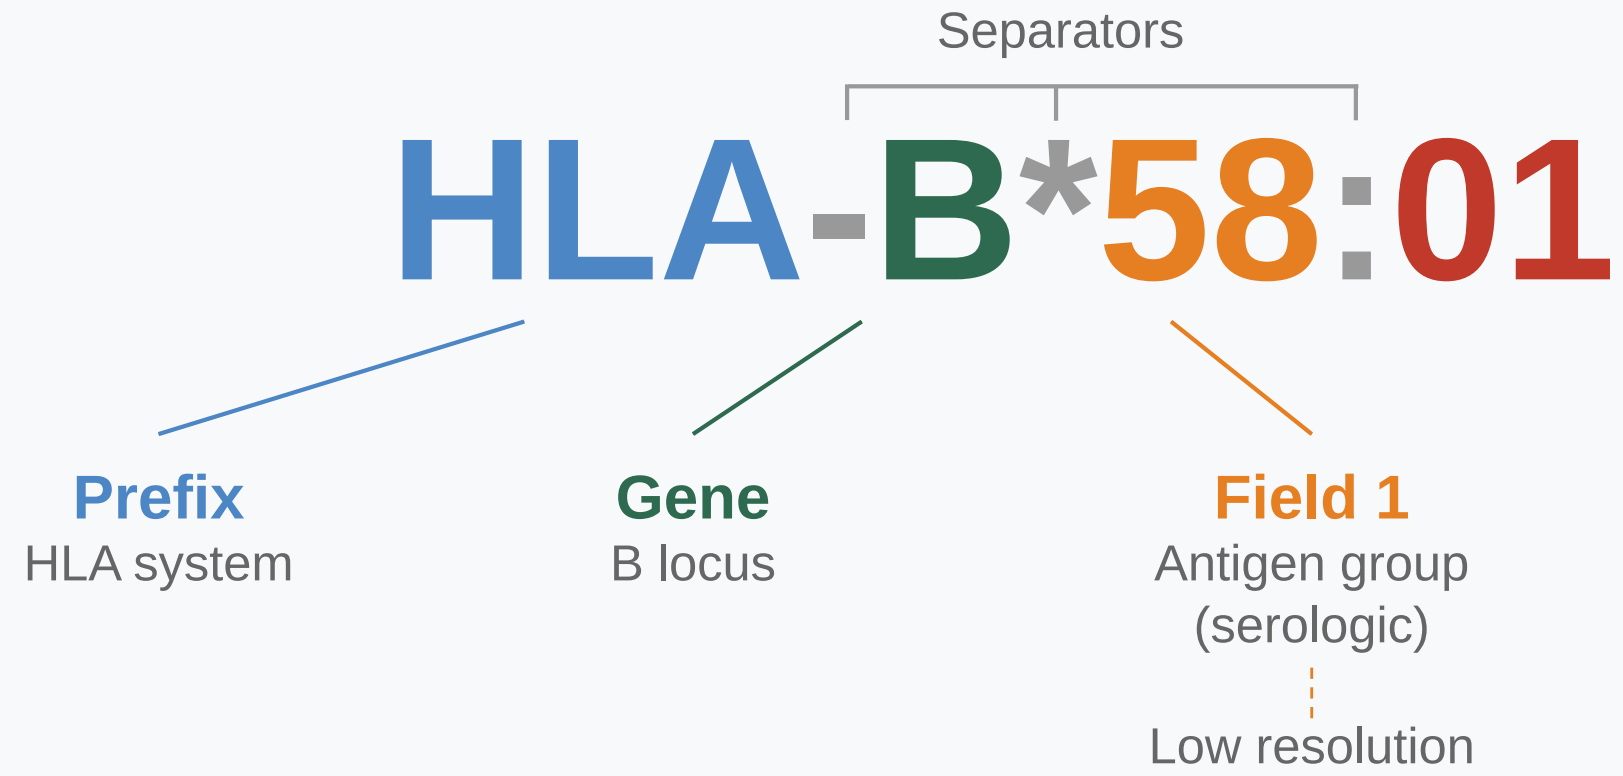 Separators
HLA-B*58:01
Prefix
HLA system
Gene
B locus
Field 1
Antigen group
(serologic)
Low resolution